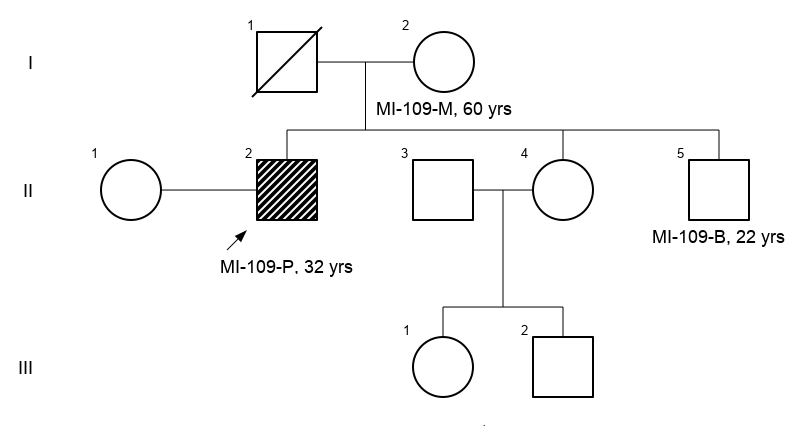 1
2
I
MI-109-M, 60 yrs
1
2
3
4
5
II
MI-109-B, 22 yrs
MI-109-P, 32 yrs
1
2
III